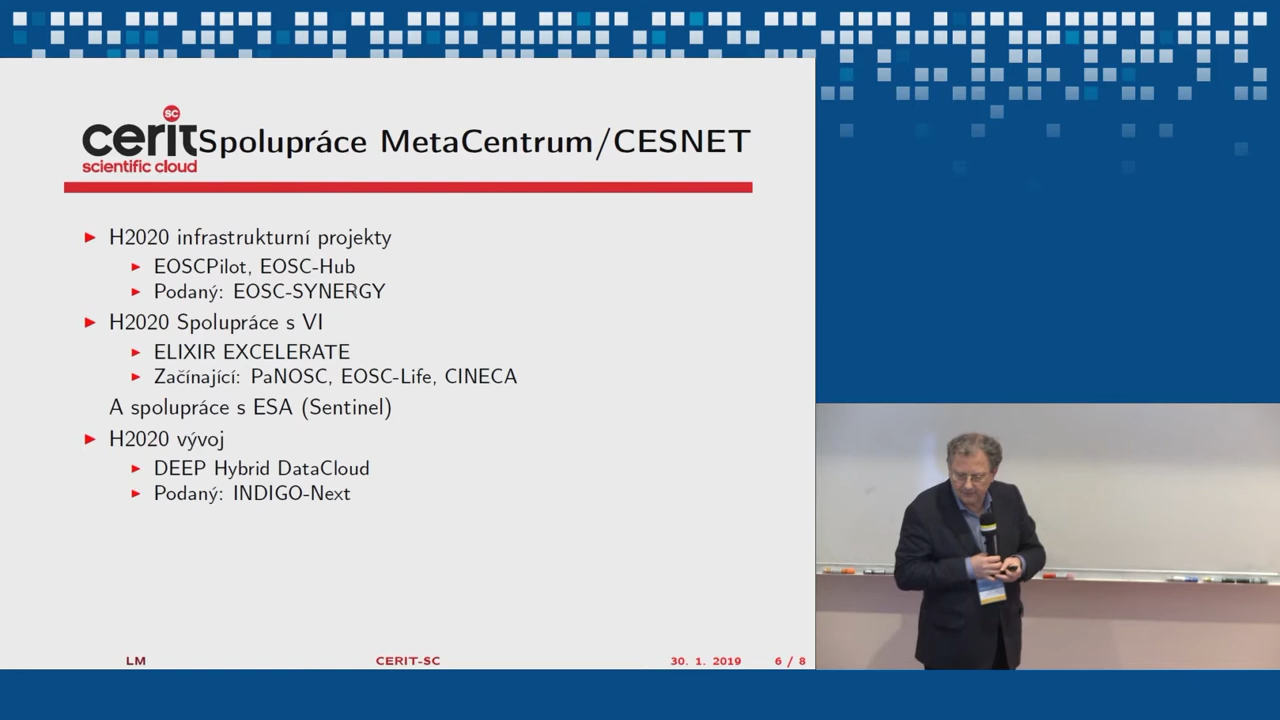 sc
cerit
scientific cloud
Spolupráce MetaCentrum/CESNET
H2020 infrastrukturní projekty
EOSCPilot, EOSC-Hub
Podaný: EOSC-SYNERGY
H2020 Spolupráce s VI
ELIXIR EXCELERATE
Začínající: PaNOSC, EOSC-Life, CINECA
A spolupráce s ESA (Sentinel)
H2020 vývoj
DEEP Hybrid DataCloud
Podaný: INDIGO-Next
LM CERIT-SC 30. 1. 2019 6 / 8